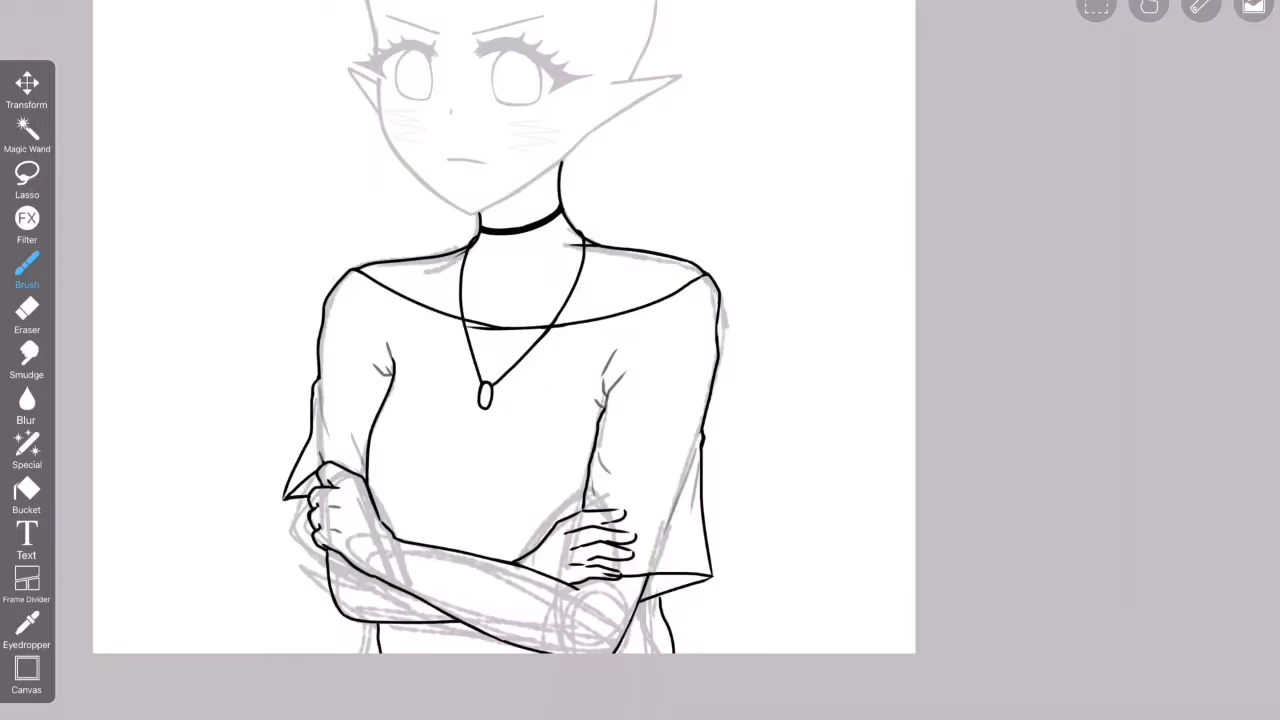 Transform
Magic Wand
Lasso
FX
Filter
Brush
Eraser
Smudge
Blur
Special
Bucket
T
Text
Frame Divider
Eyedropper
Canvas